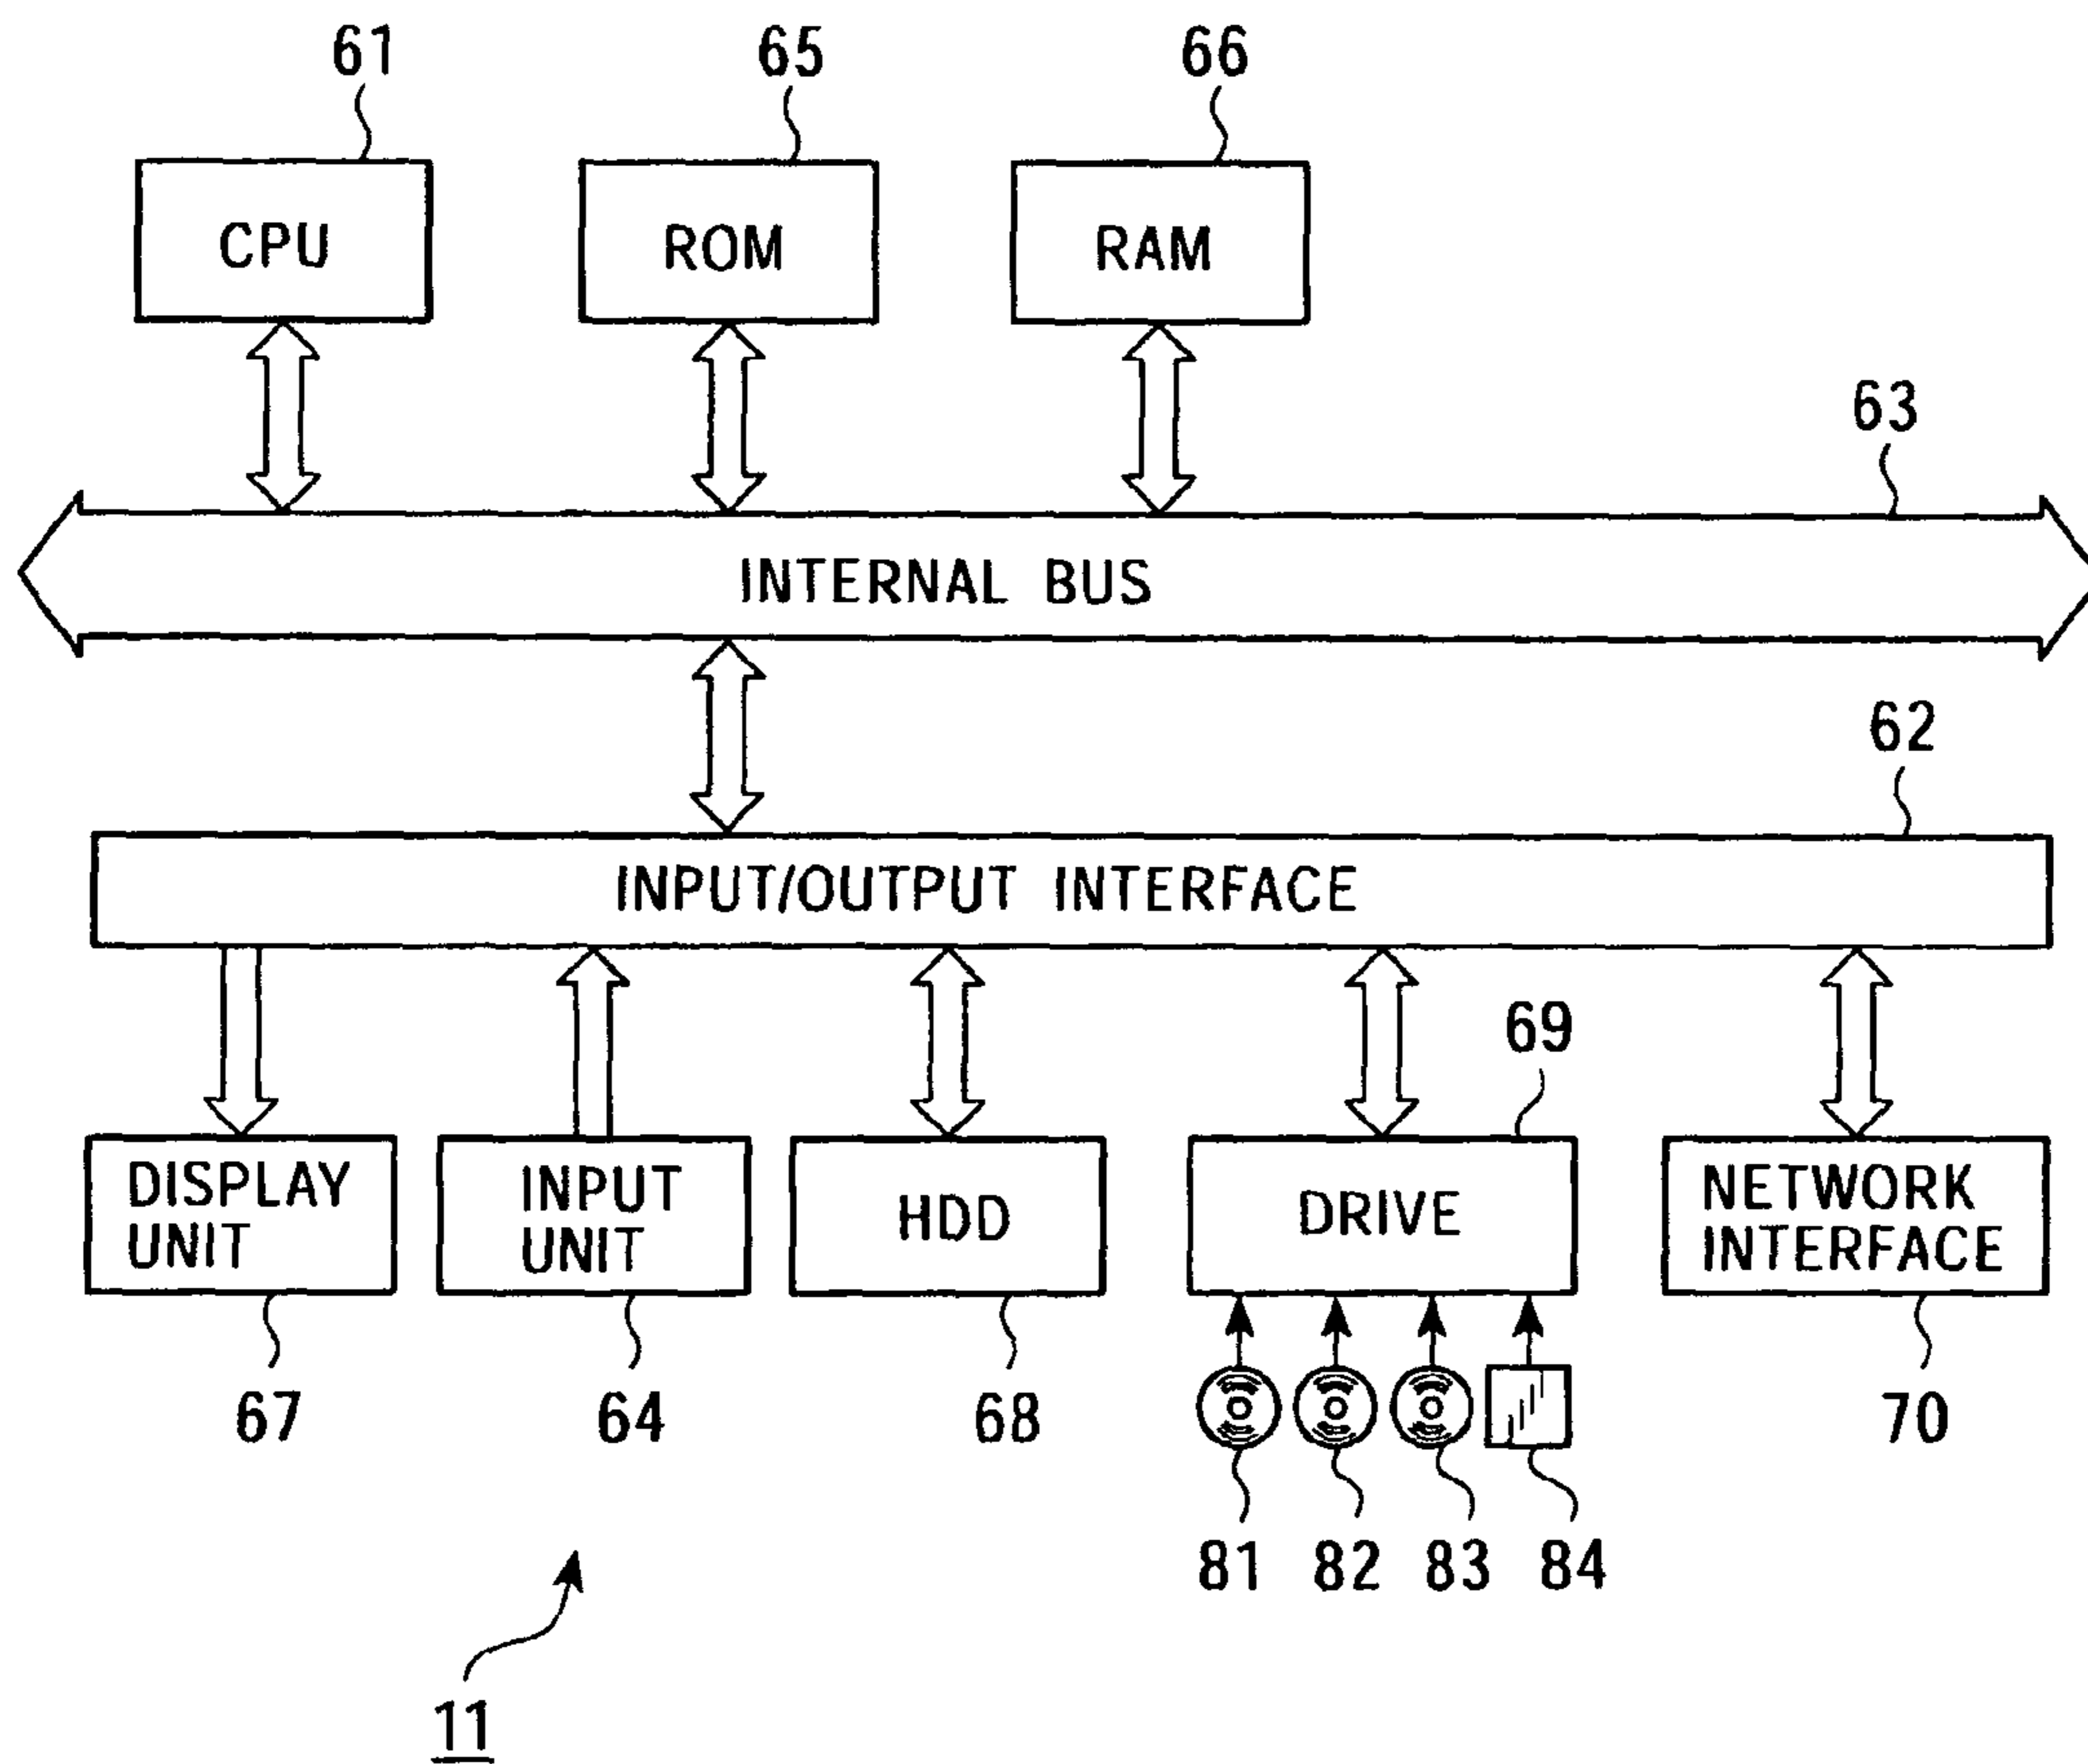 61
65
66
CPU
ROM
RAM
63
INTERNAL BUS
62
INPUT/OUTPUT INTERFACE
69
DISPLAY
UNIT
INPUT
UNIT
HDD
DRIVE
NETWORK
INTERFACE
67
64
68
70
81
82
83
84
11